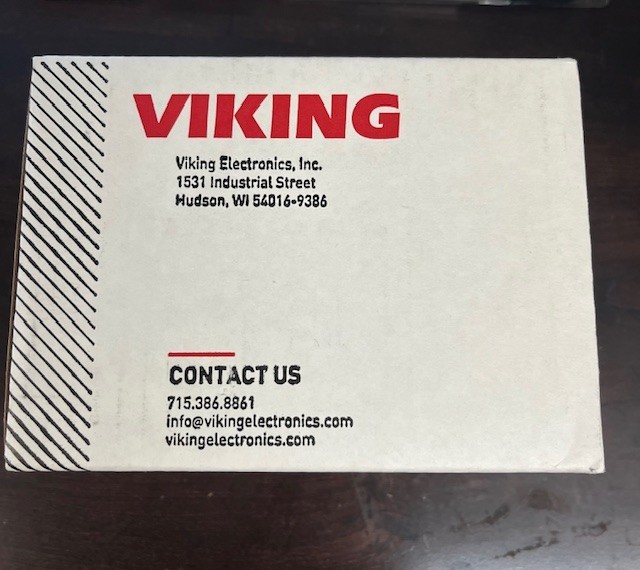 VIKING
Viking Electronics, Inc.
1531 Industrial Street
Hudson, WI 54016-9386
CONTACT US
715.386.8861
info@vikingelectronics.com
vikingelectronics.com